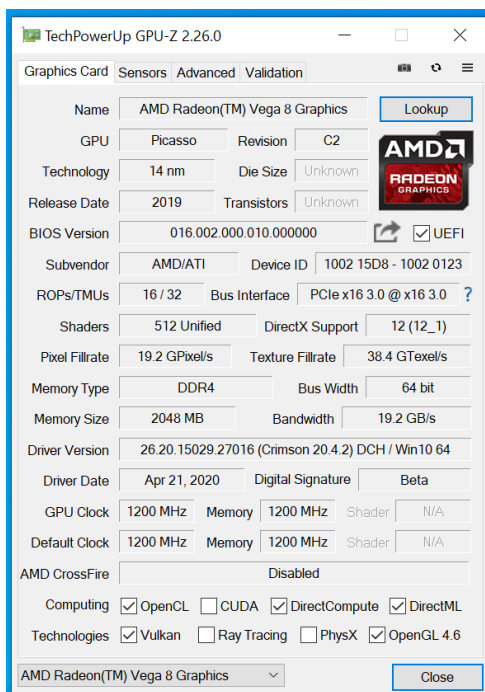 TechPowerUp GPU-Z 2.26.0
Graphics Card Sensors Advanced Validation
Name AMD Radeon(TM) Vega 8 Graphics Lookup
GPU Picasso Revision C2
AMD
RADEON
GRAPHICS
Technology 14 nm Die Size Unknown
Release Date 2019 Transistors Unknown
BIOS Version 016.002.000.010.000000 UEFI
Subvendor AMD/ATI Device ID 1002 15D8 - 1002 0123
ROPs/TMUs 16 / 32 Bus Interface PCIe x16 3.0 @ x16 3.0 ?
Shaders 512 Unified DirectX Support 12 (12_1)
Pixel Fillrate 19.2 GPixel/s Texture Fillrate 38.4 GTexel/s
Memory Type DDR4 Bus Width 64 bit
Memory Size 2048 MB Bandwidth 19.2 GB/s
Driver Version 26.20.15029.27016 (Crimson 20.4.2) DCH / Win10 64
Driver Date Apr 21, 2020 Digital Signature Beta
GPU Clock 1200 MHz Memory 1200 MHz Shader N/A
Default Clock 1200 MHz Memory 1200 MHz Shader N/A
AMD CrossFire Disabled
Computing OpenCL CUDA DirectCompute DirectML
Technologies Vulkan Ray Tracing PhysX OpenGL 4.6
AMD Radeon(TM) Vega 8 Graphics Close